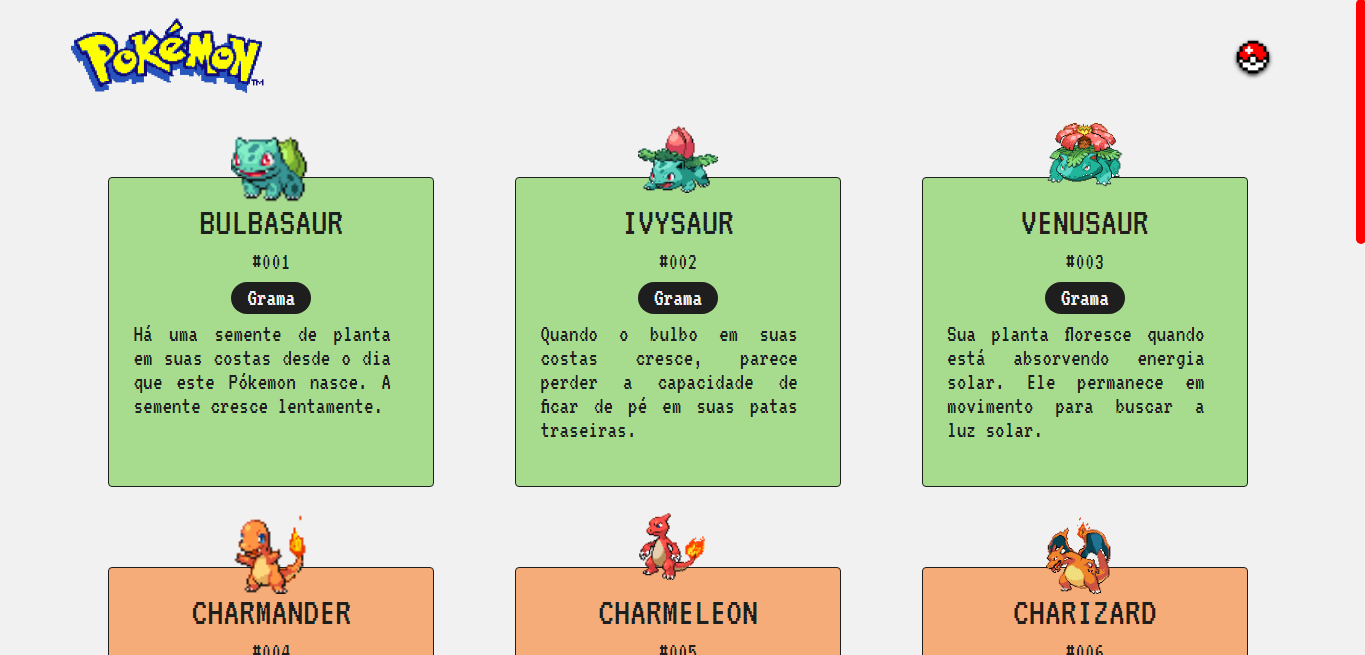 POKéMON™
BULBASAUR
#001
Grama
Há uma semente de planta
em suas costas desde o dia
que este Pókemon nasce. A
semente cresce lentamente.
IVYSAUR
#002
Grama
Quando o bulbo em suas
costas cresce, parece
perder a capacidade de
ficar de pé em suas patas
traseiras.
VENUSAUR
#003
Grama
Sua planta floresce quando
está absorvendo energia
solar. Ele permanece em
movimento para buscar a
luz solar.
CHARMANDER
#004
CHARMELEON
#005
CHARIZARD
#006